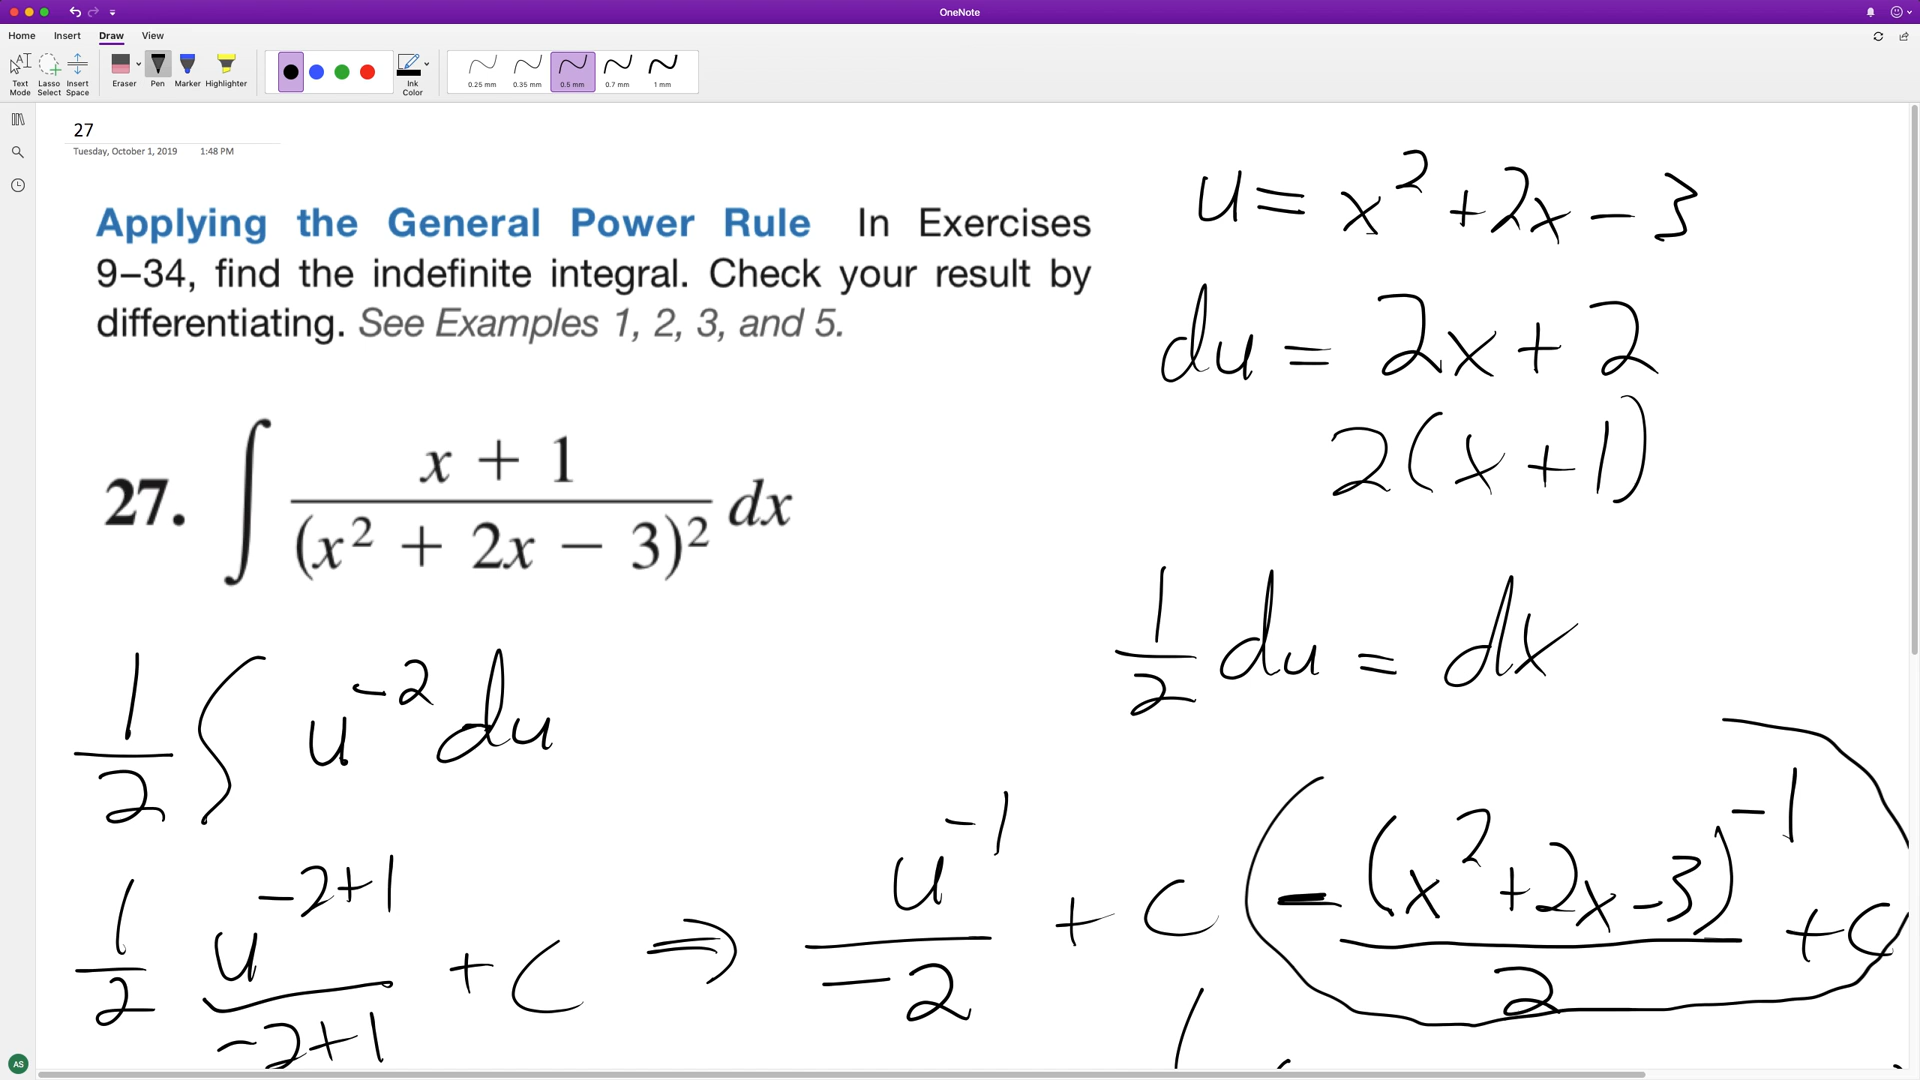 OneNote
Home Insert Draw View
Text Mode
Lasso Select
Insert Space
Eraser
Pen
Marker
Highlighter
Ink Color
0.25 mm
0.35 mm
0.5 mm
0.7 mm
1 mm
27
Tuesday, October 1, 2019 1:48 PM
Applying the General Power Rule In Exercises
9–34, find the indefinite integral. Check your result by
differentiating. See Examples 1, 2, 3, and 5.
27. ∫ (x + 1)/(x² + 2x − 3)² dx
u = x² + 2x − 3
du = 2x + 2
2(x + 1)
1/2 du = dx
1/2 ∫ u⁻² du
1/2 u⁻²⁺¹/(−2+1) + C ⇒ u⁻¹/−2 + C
−(x² + 2x − 3)⁻¹/2 + C
AS